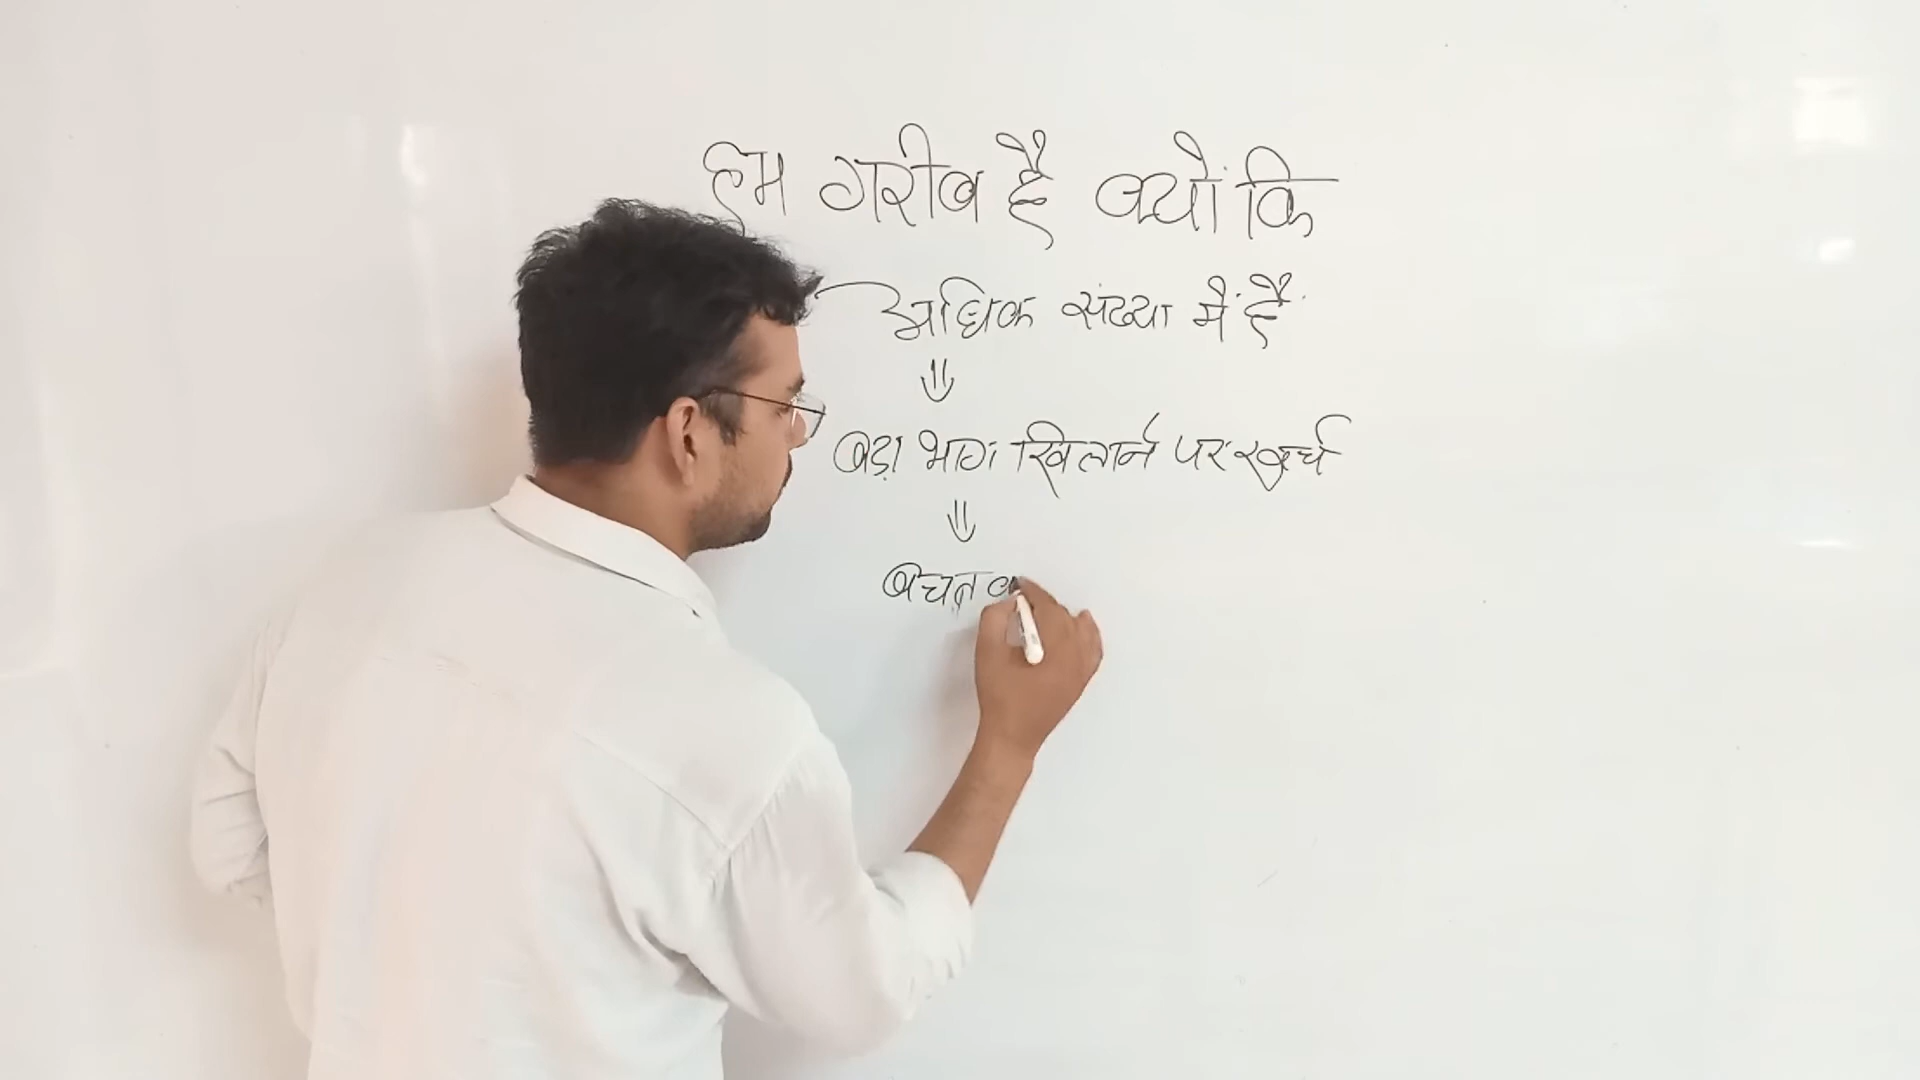 हम गरीब है क्यों कि
अधिक संख्या में हैं
⇓
बड़ा भाग खिलाने पर खर्च
⇓
बचत